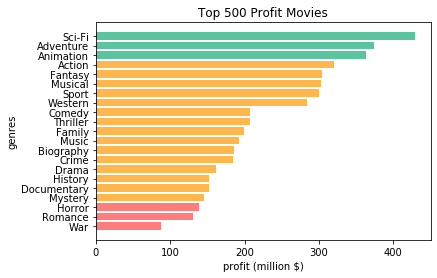 Top 500 Profit Movies
genres
Sci-Fi
Adventure
Animation
Action
Fantasy
Musical
Sport
Western
Comedy
Thriller
Family
Music
Biography
Crime
Drama
History
Documentary
Mystery
Horror
Romance
War
0 100 200 300 400
profit (million $)